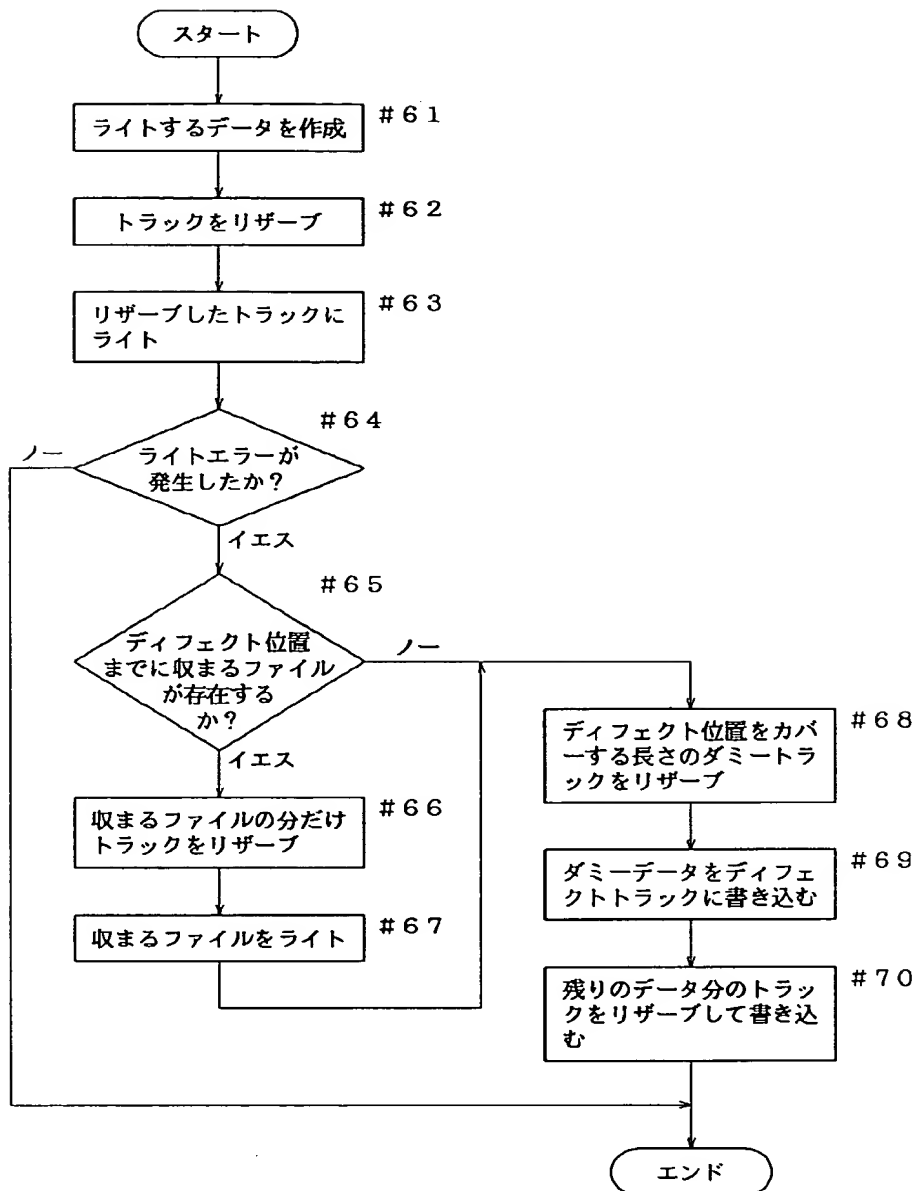 スタート
ライトするデータを作成
#61
トラックをリザーブ
#62
リザーブしたトラックに
ライト
#63
#64
ライトエラーが
発生したか?
ノー
イエス
#65
ディフェクト位置
までに収まるファイル
が存在する
か?
ノー
イエス
収まるファイルの分だけ
トラックをリザーブ
#66
収まるファイルをライト
#67
ディフェクト位置をカバ
ーする長さのダミートラ
ックをリザーブ
#68
ダミーデータをディフェ
クトトラックに書き込む
#69
残りのデータ分のトラッ
クをリザーブして書き込
む
#70
エンド